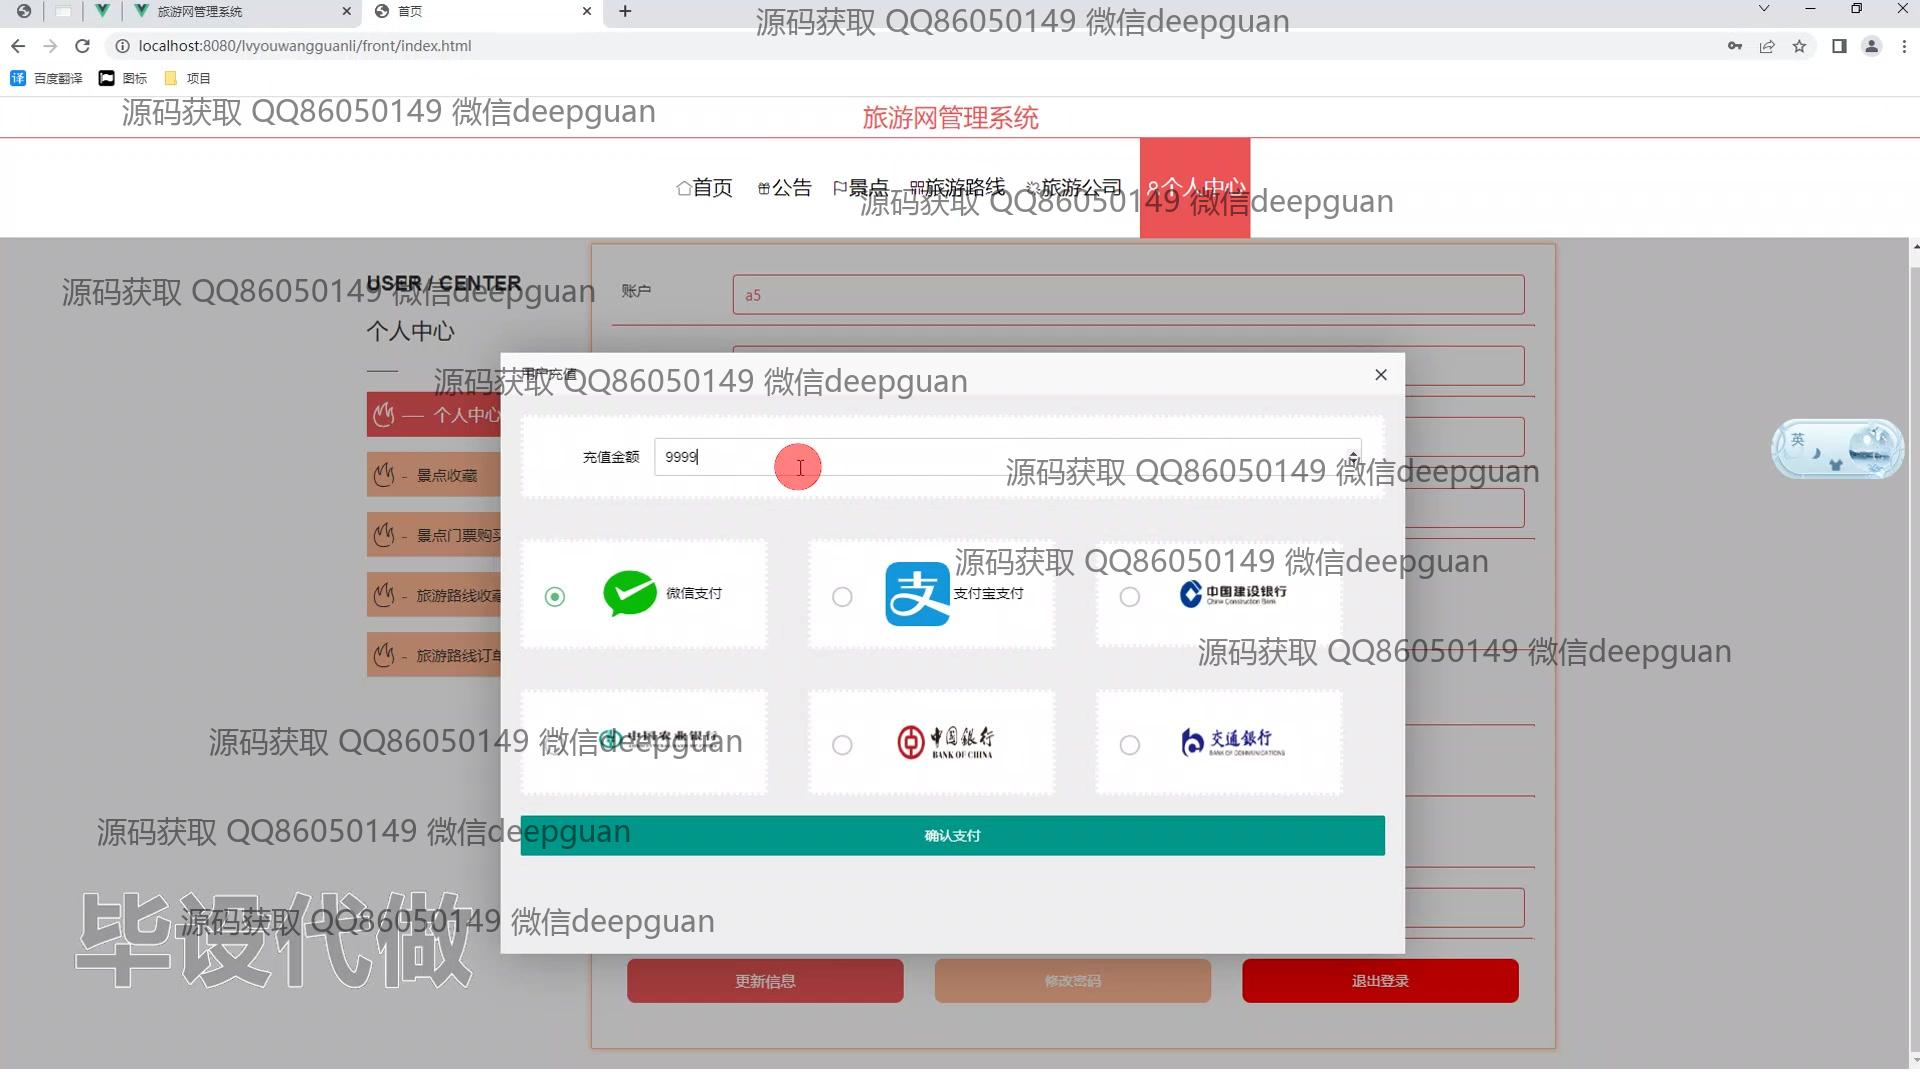 旅游网管理系统
首页
源码获取 QQ86050149 微信deepguan
localhost:8080/lvyouwangguanli/front/index.html
百度翻译
图标
项目
源码获取 QQ86050149 微信deepguan
旅游网管理系统
首页
公告
景点
旅游路线
旅游公司
个人中心
源码获取 QQ86050149 微信deepguan
USER / CENTER
源码获取 QQ86050149 微信deepguan
账户
a5
个人中心
用户充值
源码获取 QQ86050149 微信deepguan
个人中心
充值金额
9999
英
源码获取 QQ86050149 微信deepguan
- 景点收藏
- 景点门票购买
源码获取 QQ86050149 微信deepguan
微信支付
支
支付宝支付
中国建设银行
China Construction Bank
- 旅游路线收藏
- 旅游路线订单
源码获取 QQ86050149 微信deepguan
中国农业银行
源码获取 QQ86050149 微信deepguan
中国银行
BANK OF CHINA
交通银行
BANK OF COMMUNICATIONS
源码获取 QQ86050149 微信deepguan
确认支付
源码获取 QQ86050149 微信deepguan
毕设代做
更新信息
修改密码
退出登录